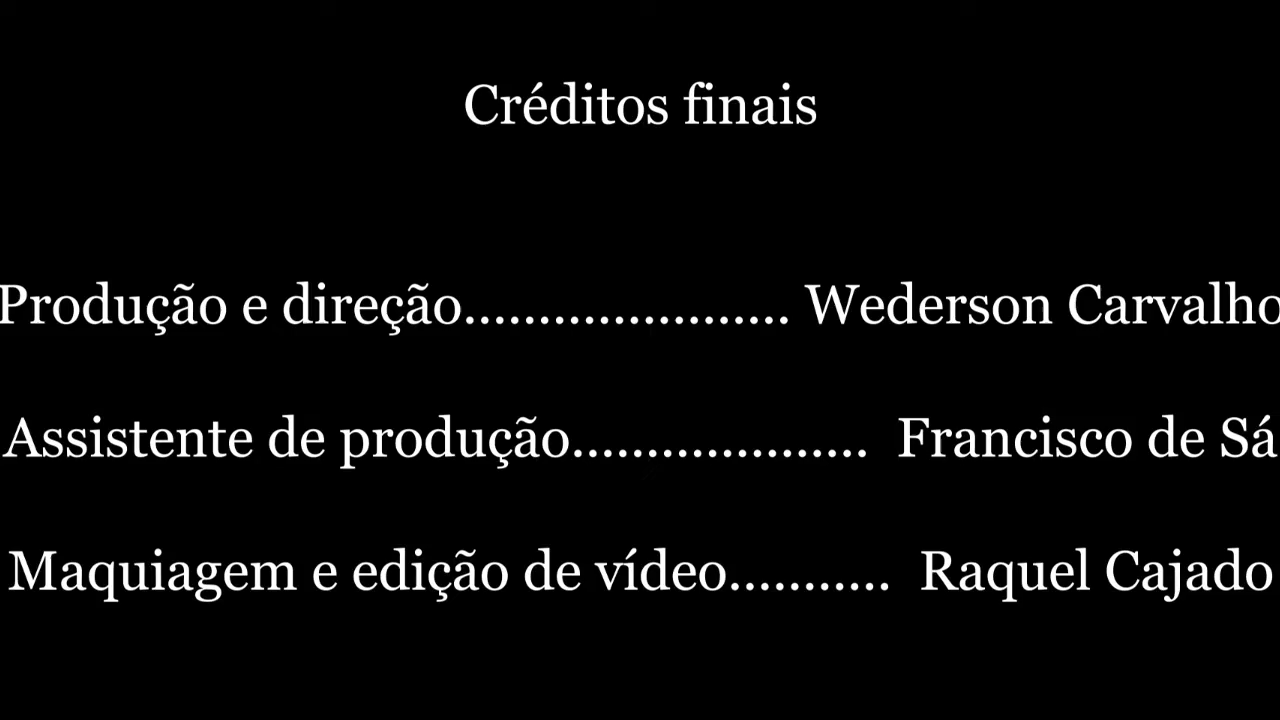 Créditos finais
Produção e direção...................... Wederson Carvalho
Assistente de produção....................  Francisco de Sá
Maquiagem e edição de vídeo...........  Raquel Cajado